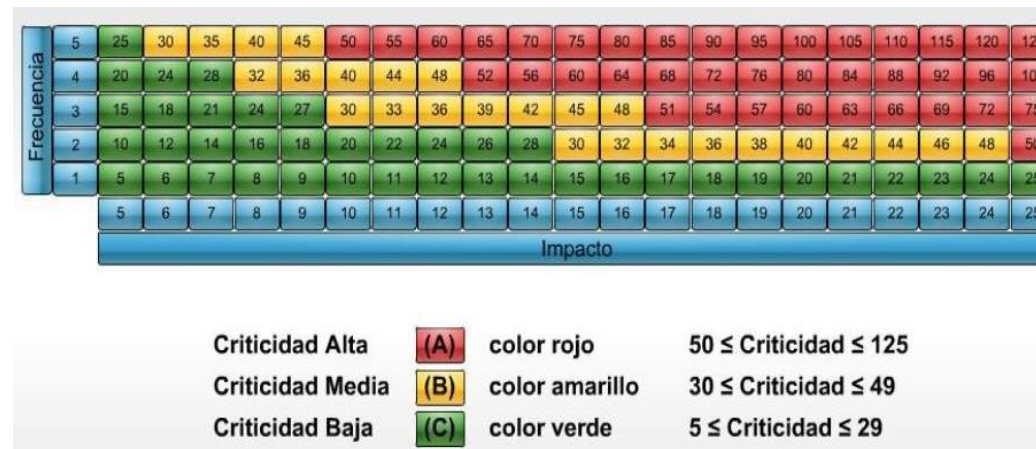 Frecuencia
5 25 30 35 40 45 50 55 60 65 70 75 80 85 90 95 100 105 110 115 120
4 20 24 28 32 36 40 44 48 52 56 60 64 68 72 76 80 84 88 92 96
3 15 18 21 24 27 30 33 36 39 42 45 48 51 54 57 60 63 66 69 72
2 10 12 14 16 18 20 22 24 26 28 30 32 34 36 38 40 42 44 46 48 50
1 5 6 7 8 9 10 11 12 13 14 15 16 17 18 19 20 21 22 23 24 25
5 6 7 8 9 10 11 12 13 14 15 16 17 18 19 20 21 22 23 24 25
Impacto
Criticidad Alta (A) color rojo 50 ≤ Criticidad ≤ 125
Criticidad Media (B) color amarillo 30 ≤ Criticidad ≤ 49
Criticidad Baja (C) color verde 5 ≤ Criticidad ≤ 29